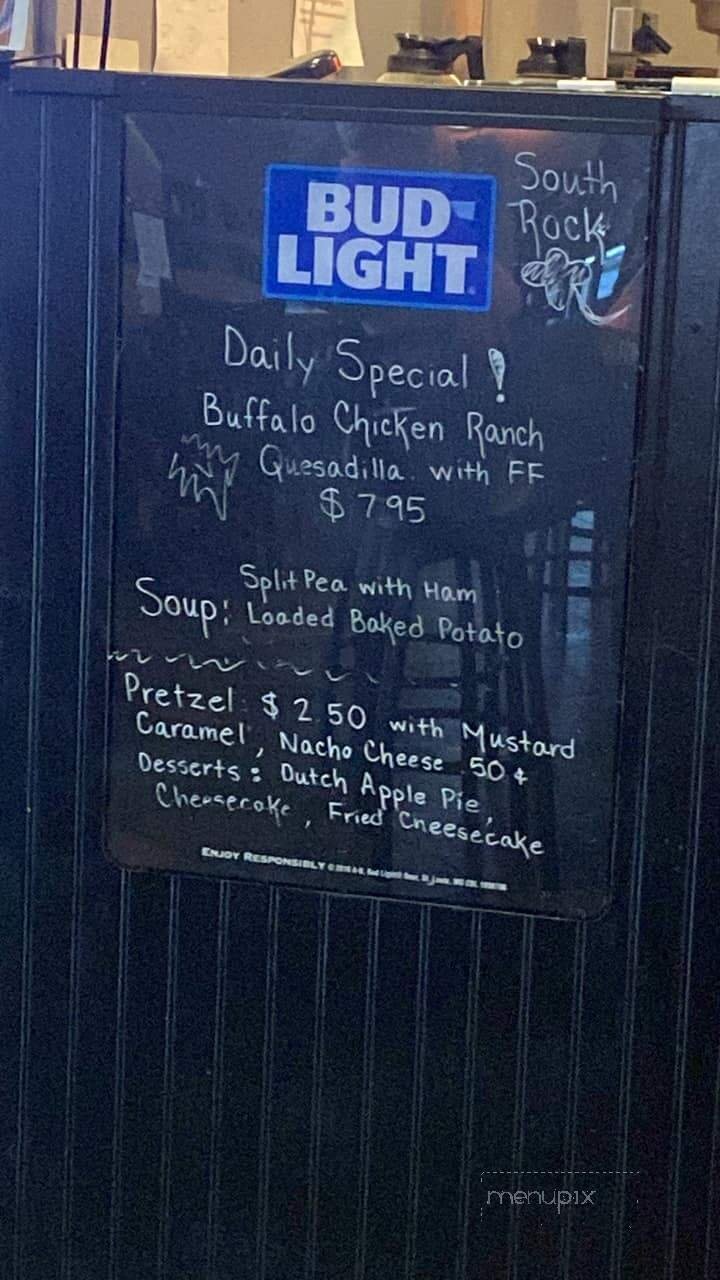 BUD
LIGHT
South
Rock
Daily Special!
Buffalo Chicken Ranch
Quesadilla with FF
$ 7 95
Soup: Split Pea with Ham
Loaded Baked Potato
Pretzel $ 2.50 with Mustard
Caramel, Nacho Cheese .50 ¢
Desserts: Dutch Apple Pie,
Cheesecake, Fried Cheesecake
ENJOY RESPONSIBLY
menupix